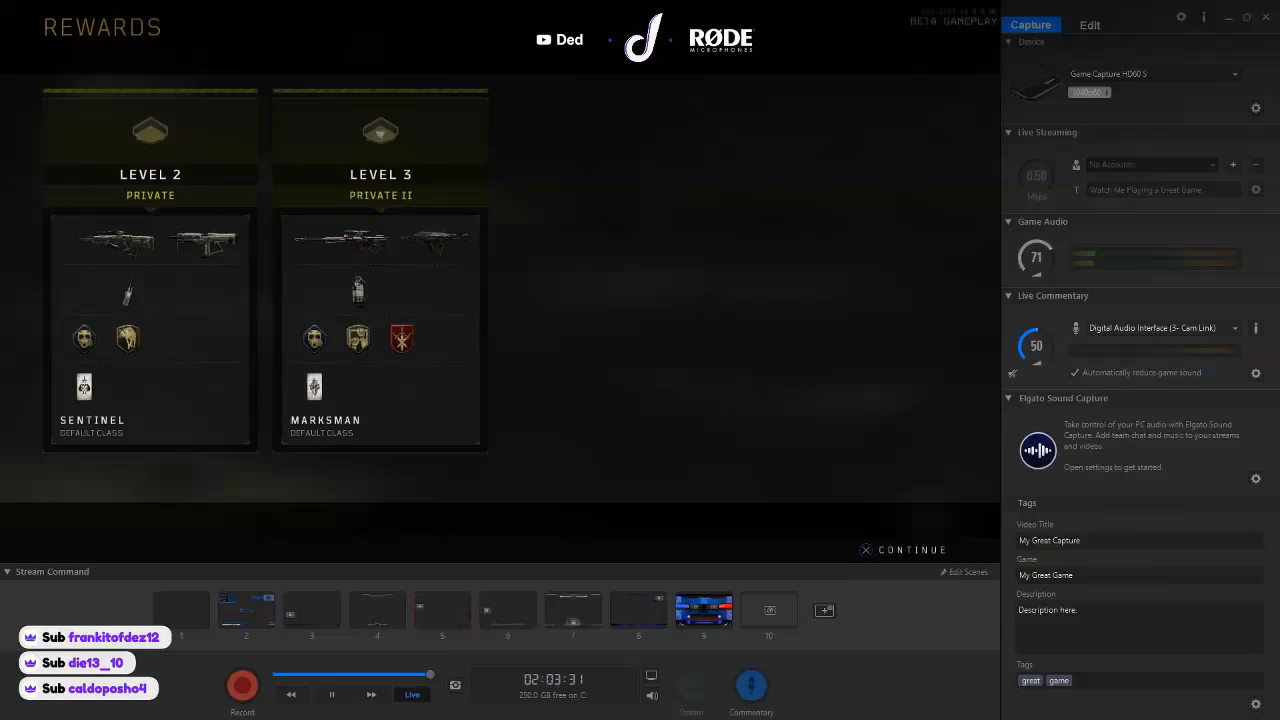 REWARDS
BETA GAMEPLAY
Ded
RØDE
MICROPHONES
LEVEL 2
PRIVATE
SENTINEL
DEFAULT CLASS
LEVEL 3
PRIVATE II
MARKSMAN
DEFAULT CLASS
CONTINUE
Capture
Edit
Device
Game Capture HD60 S
1080p60
Live Streaming
0.50
Mbps
No Accounts
Watch Me Playing a Great Game
Game Audio
71
Live Commentary
Digital Audio Interface (3- Cam Link)
50
Automatically reduce game sound
Elgato Sound Capture
Take control of your PC audio with Elgato Sound
Capture. Add team chat and music to your streams
and videos.
Open settings to get started.
Tags
Video Title
My Great Capture
Game
My Great Game
Description
Description here.
Tags
great game
Stream Command
Edit Scenes
1 2 3 4 5 6 7 8 9 10
Sub frankitofdez12
Sub die13_10
Sub caldoposho4
Record
Live
02:03:31
250.0 GB free on C:
Stream
Commentary